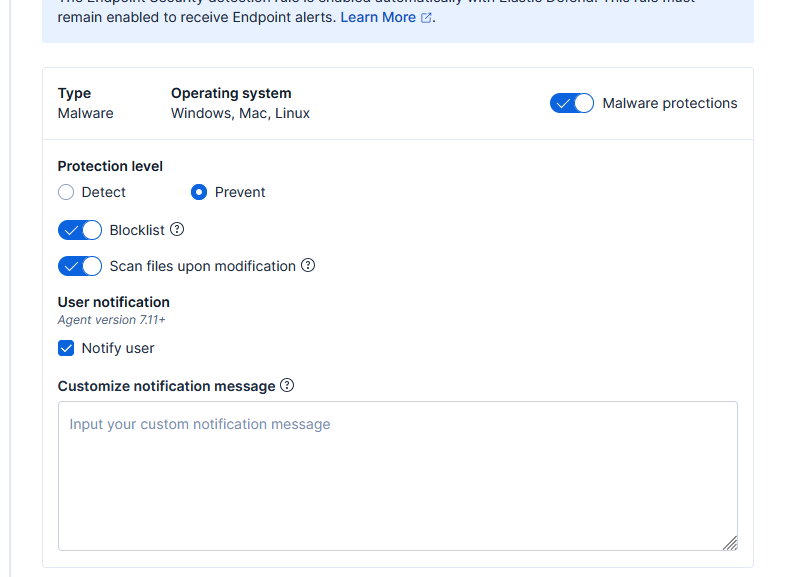 The Endpoint Security detection rule is enabled automatically with Elastic Defend. This rule must
remain enabled to receive Endpoint alerts. Learn More.
Type
Operating system
Malware protections
Malware
Windows, Mac, Linux
Protection level
Detect
Prevent
Blocklist
Scan files upon modification
User notification
Agent version 7.11+
Notify user
Customize notification message
Input your custom notification message